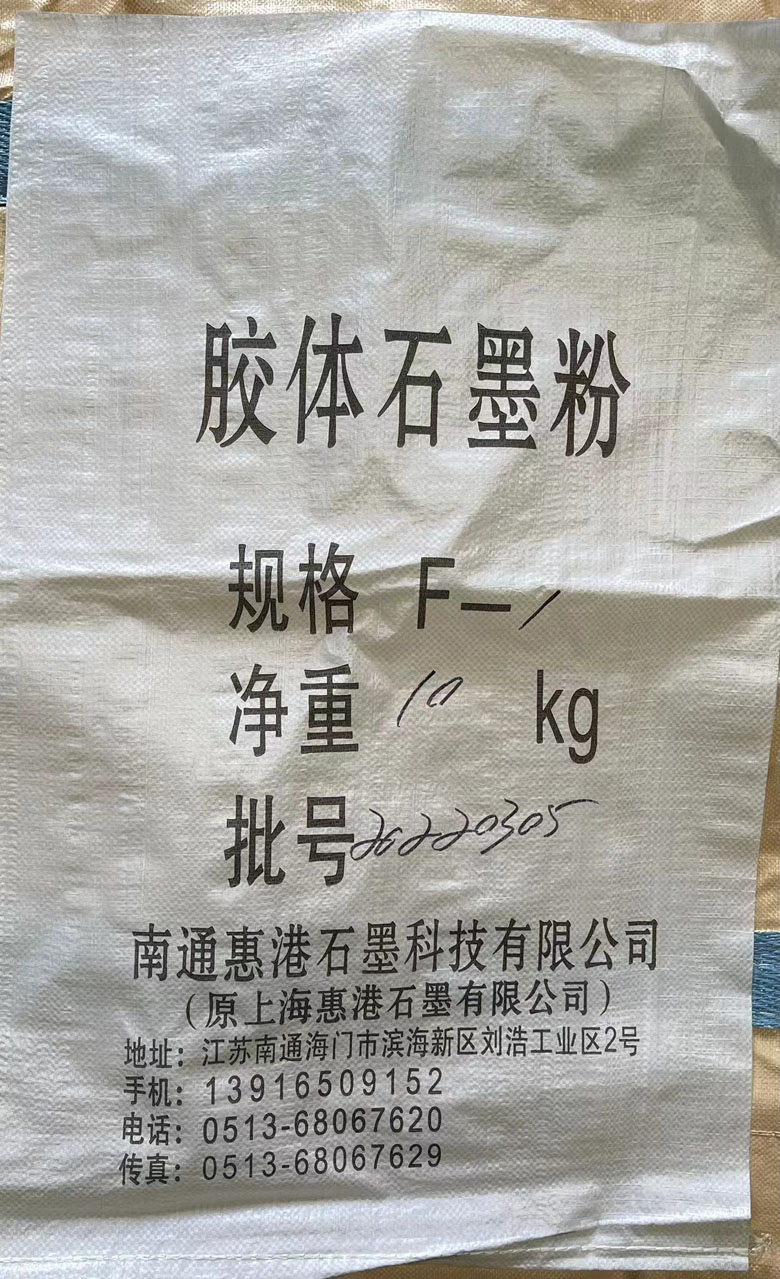 胶体石墨粉
规格 F—1
净重 10 kg
批号20220305
南通惠港石墨科技有限公司
（原上海惠港石墨有限公司）
地址：江苏南通海门市滨海新区刘浩工业区2号
手机：13916509152
电话：0513-68067620
传真：0513-68067629